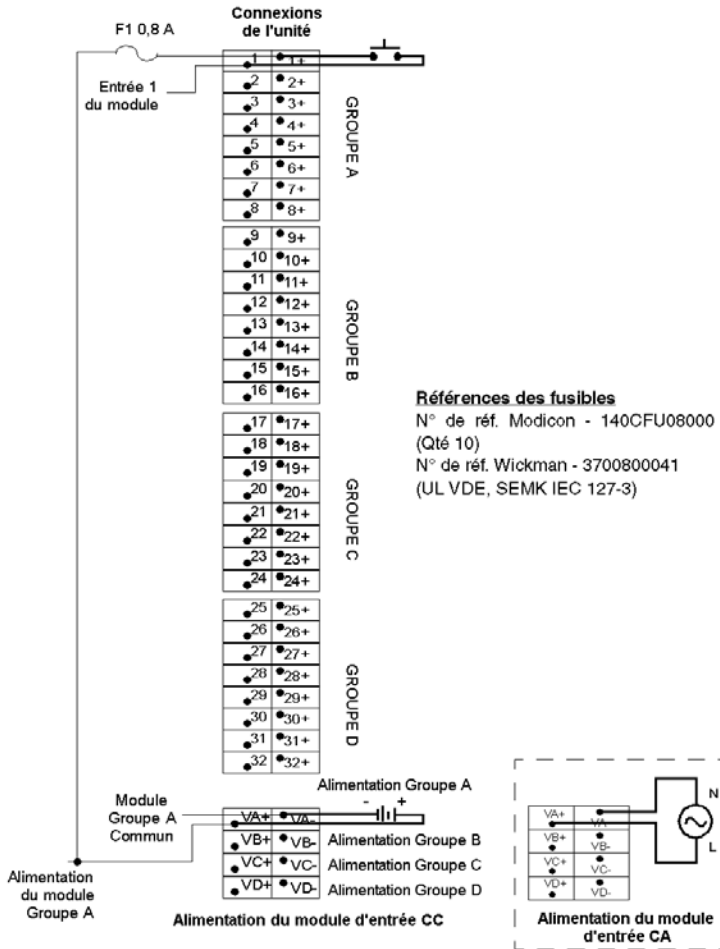 Connexions
de l'unité
F1 0,8 A
Entrée 1
du module
1 1+
2 2+
3 3+
4 4+
5 5+
6 6+
7 7+
8 8+
GROUPE A
9 9+
10 10+
11 11+
12 12+
13 13+
14 14+
15 15+
16 16+
GROUPE B
17 17+
18 18+
19 19+
20 20+
21 21+
22 22+
23 23+
24 24+
GROUPE C
25 25+
26 26+
27 27+
28 28+
29 29+
30 30+
31 31+
32 32+
GROUPE D
Références des fusibles
N° de réf. Modicon - 140CFU08000
(Qté 10)
N° de réf. Wickman - 3700800041
(UL VDE, SEMK IEC 127-3)
Alimentation Groupe A
- +
Module
Groupe A
Commun
VA+ VA-
VB+ VB- Alimentation Groupe B
VC+ VC- Alimentation Groupe C
VD+ VD- Alimentation Groupe D
Alimentation
du module
Groupe A
Alimentation du module d'entrée CC
N
VA+ VA-
VB+ VB-
VC+ VC-
VD+ VD-
L
Alimentation du module
d'entrée CA